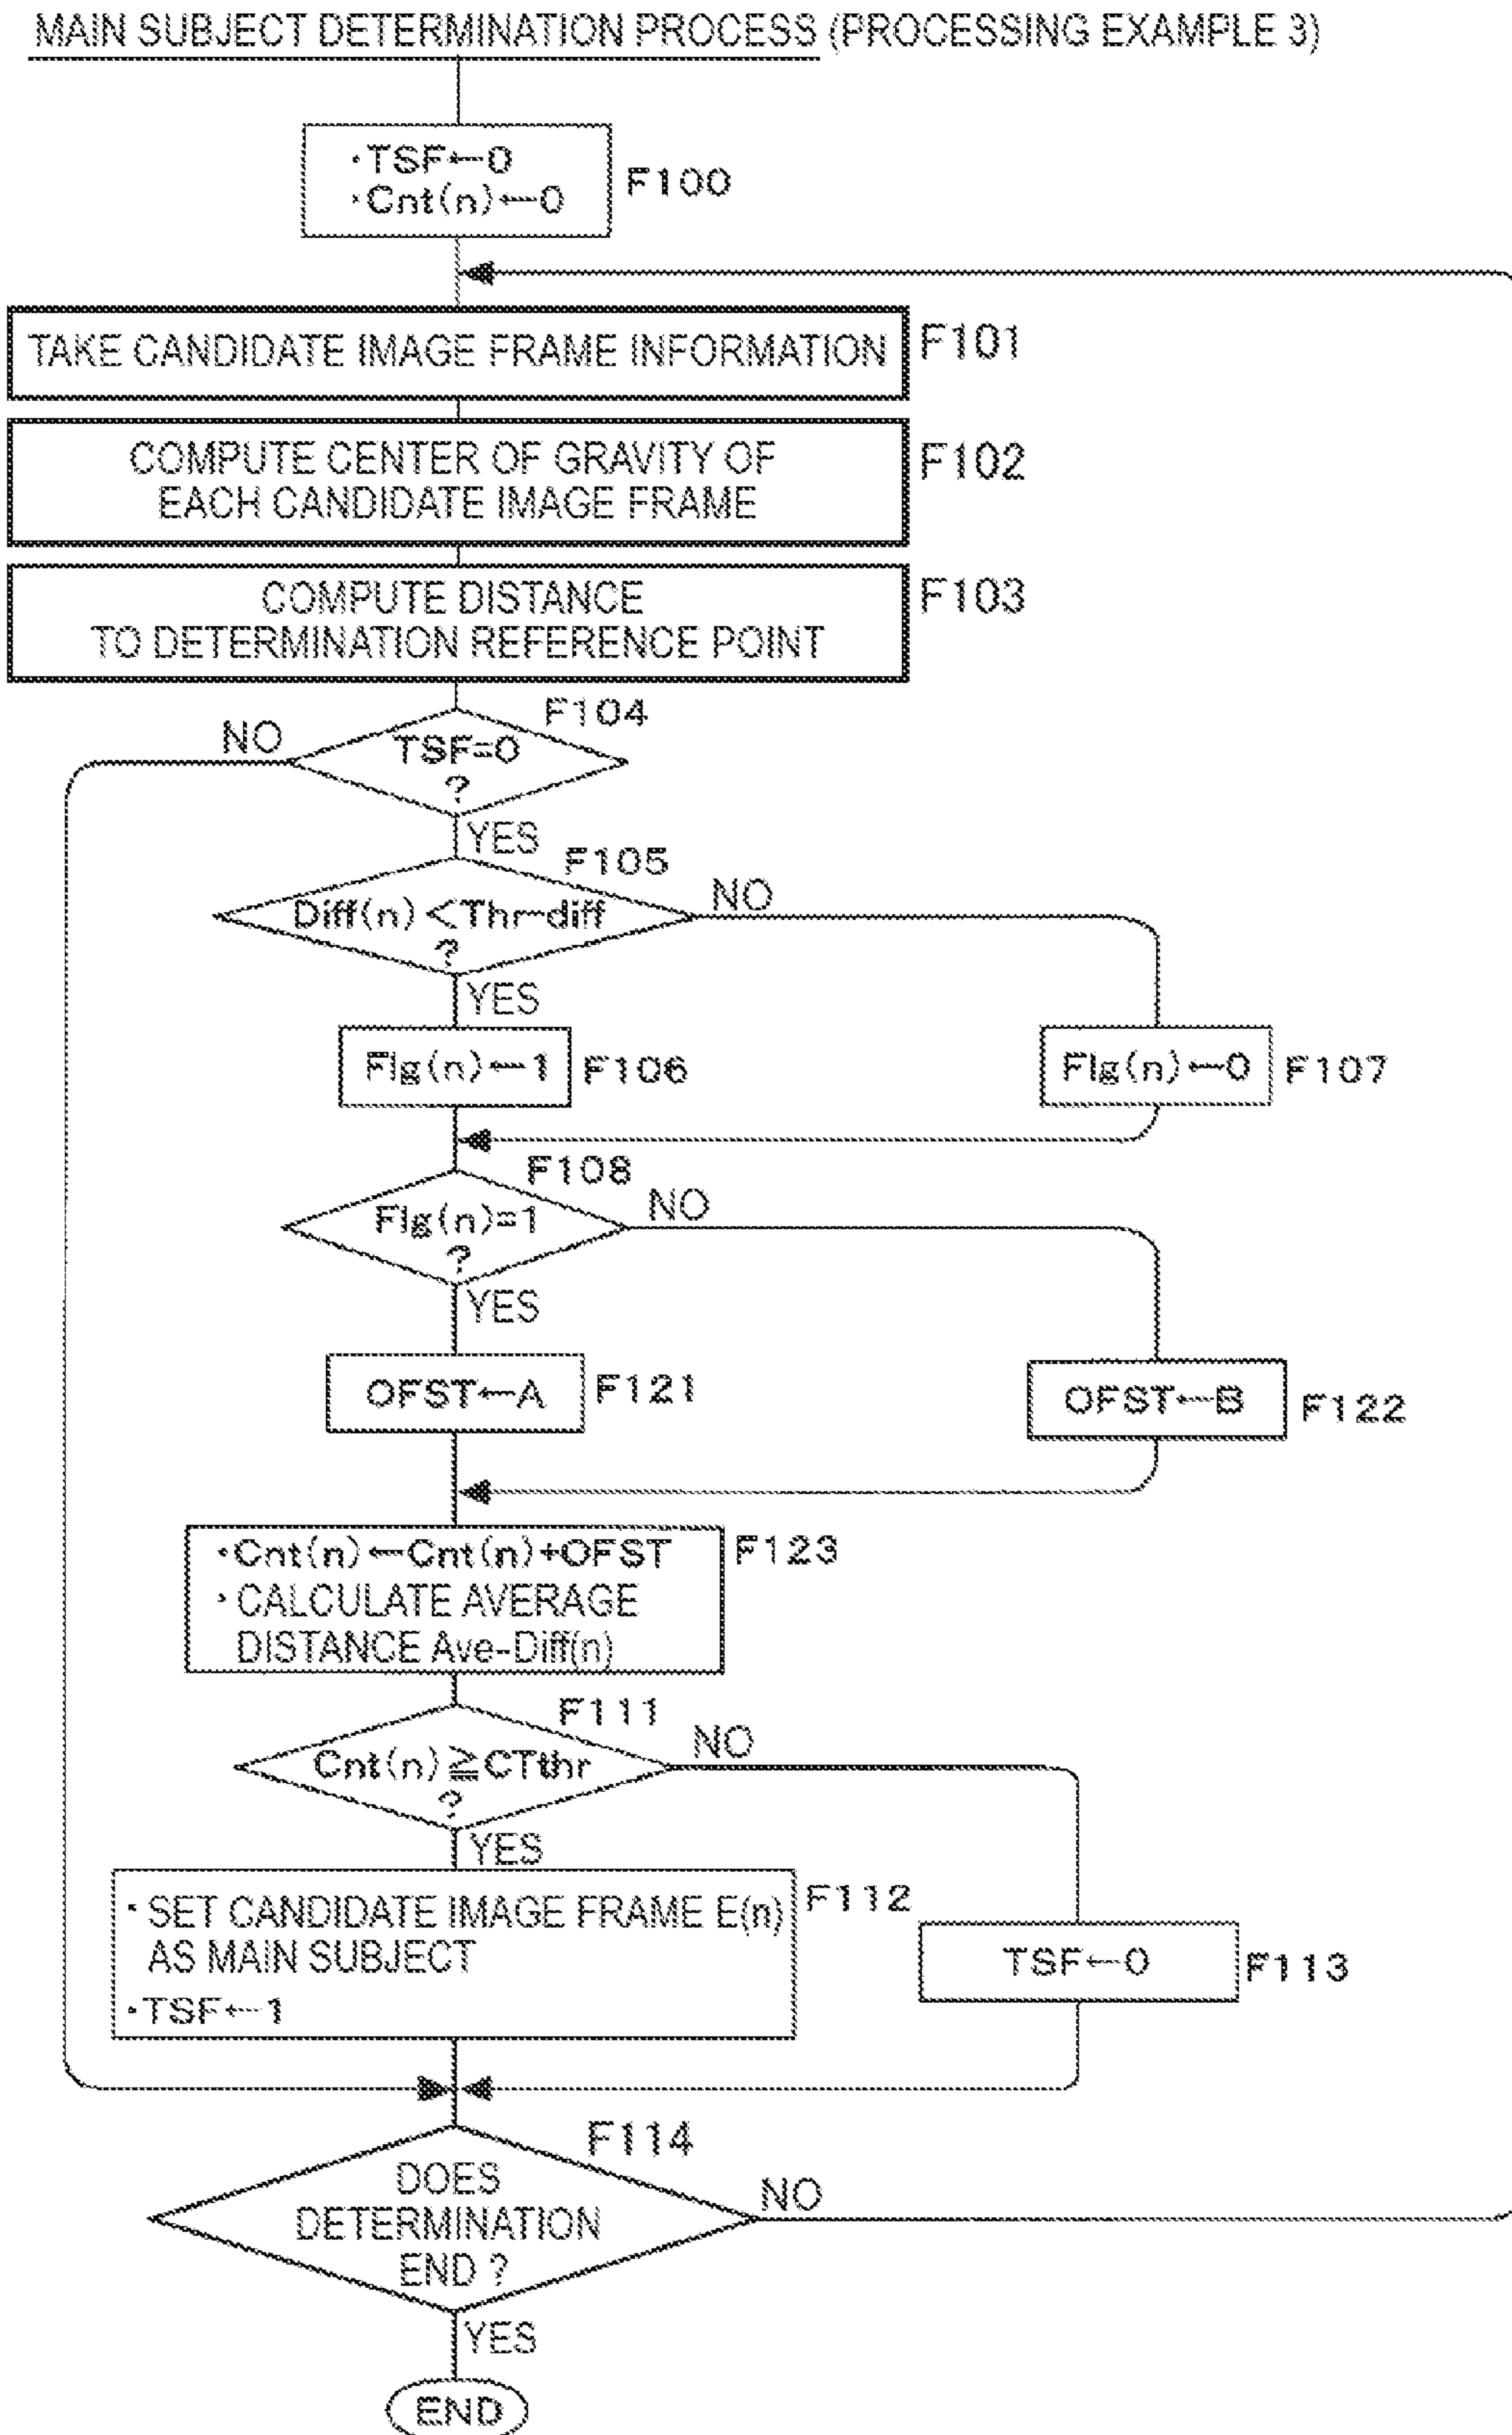 MAIN SUBJECT DETERMINATION PROCESS (PROCESSING EXAMPLE 3)
・TSF←0
・Cnt(n)←0
F100
TAKE CANDIDATE IMAGE FRAME INFORMATION
F101
COMPUTE CENTER OF GRAVITY OF
EACH CANDIDATE IMAGE FRAME
F102
COMPUTE DISTANCE
TO DETERMINATION REFERENCE POINT
F103
F104
NO
TSF=0
?
YES
F105
Diff(n)<Thr-diff
?
NO
YES
Flg(n)←1
F106
Flg(n)←0
F107
F108
Flg(n)=1
?
NO
YES
OFST←A
F121
OFST←B
F122
・Cnt(n)←Cnt(n)+OFST
・CALCULATE AVERAGE
DISTANCE Ave-Diff(n)
F123
F111
Cnt(n)≧CTthr
?
NO
YES
・SET CANDIDATE IMAGE FRAME E(n)
AS MAIN SUBJECT
・TSF←1
F112
TSF←0
F113
F114
DOES
DETERMINATION
END ?
NO
YES
END